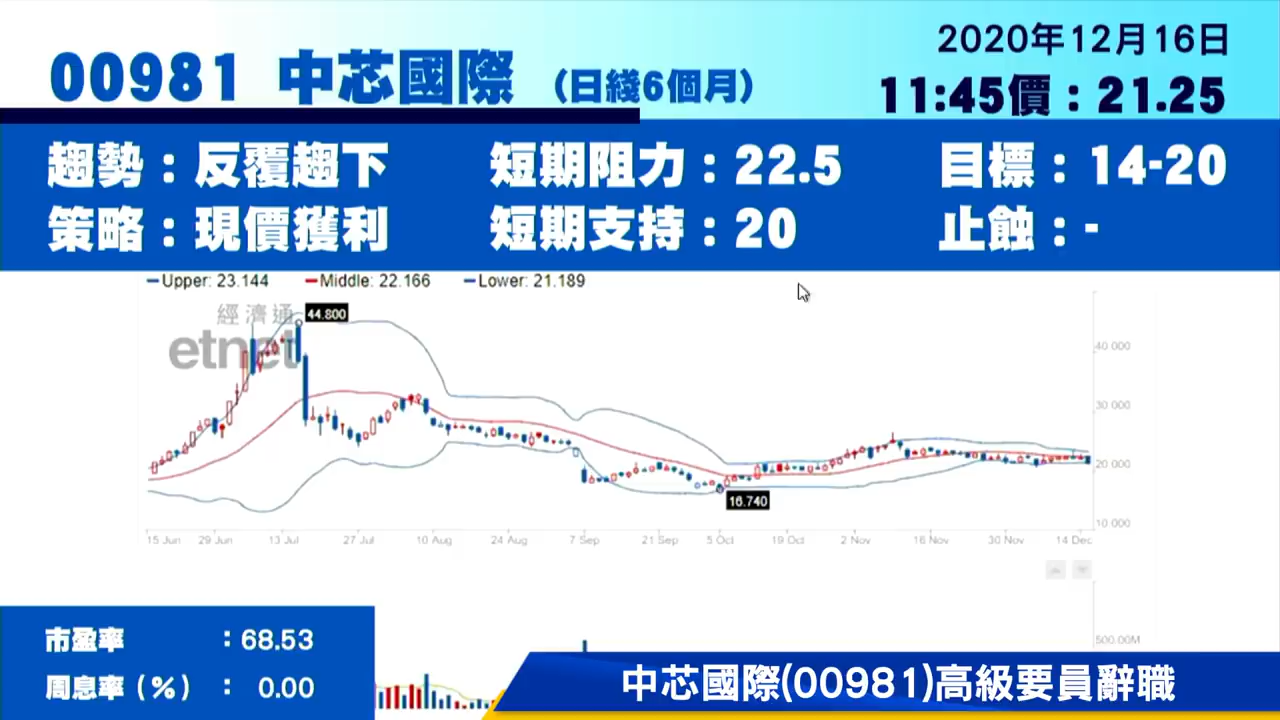 00981 中芯國際 (日綫6個月)
2020年12月16日
11:45價：21.25
趨勢：反覆趨下 短期阻力：22.5 目標：14-20
策略：現價獲利 短期支持：20 止蝕：-
Upper: 23.144 Middle: 22.166 Lower: 21.189
經濟通
etnet
44.800
40 000
30 000
20 000
16.740
10 000
15 Jun 29 Jun 13 Jul 27 Jul 10 Aug 24 Aug 7 Sep 21 Sep 5 Oct 19 Oct 2 Nov 16 Nov 30 Nov 14 Dec
500.00M
市盈率 ：68.53
周息率（%）： 0.00
中芯國際(00981)高級要員辭職